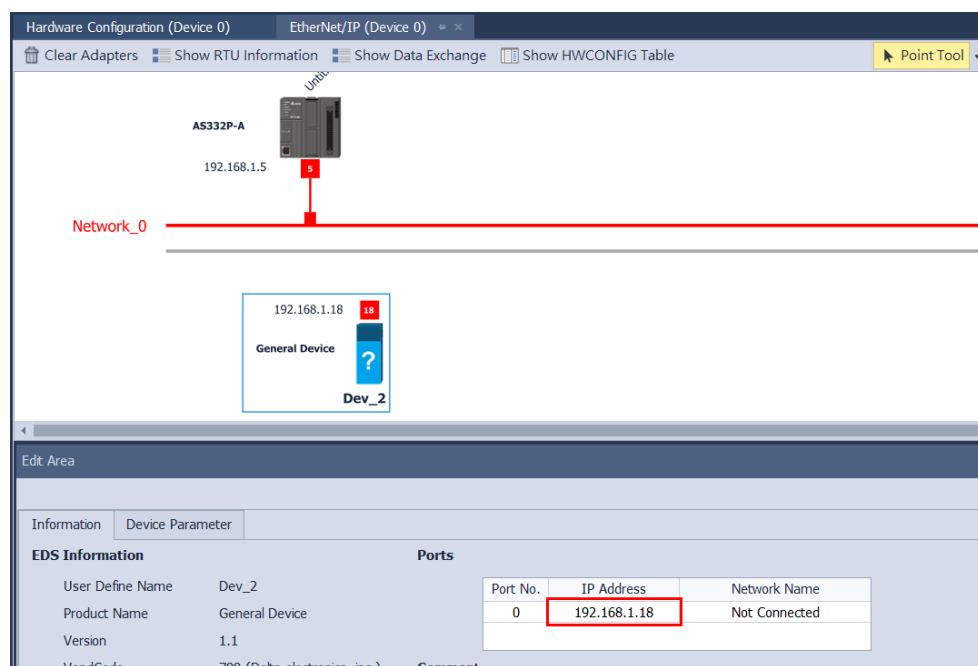 Hardware Configuration (Device 0) EtherNet/IP (Device 0)
Clear Adapters Show RTU Information Show Data Exchange Show HWCONFIG Table Point Tool
AS332P-A
192.168.1.5 5
Network_0
192.168.1.18 18
General Device ?
Dev_2
Edit Area
Information Device Parameter
EDS Information Ports
User Define Name Dev_2 Port No. IP Address Network Name
Product Name General Device 0 192.168.1.18 Not Connected
Version 1.1